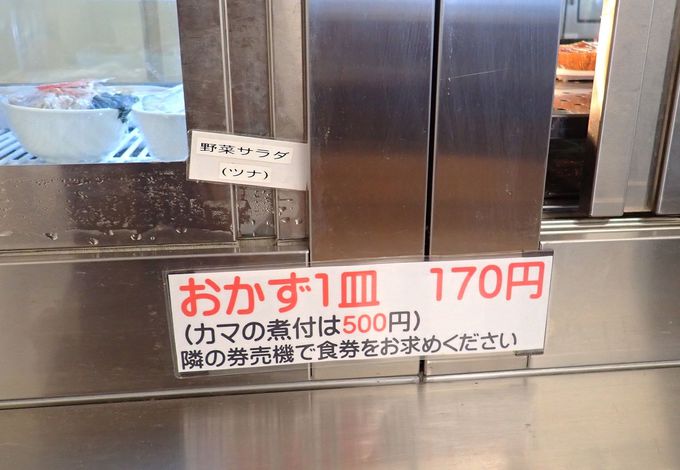 野菜サラダ
(ツナ)
おかず1皿 170円
(カマの煮付は500円)
隣の券売機で食券をお求めください